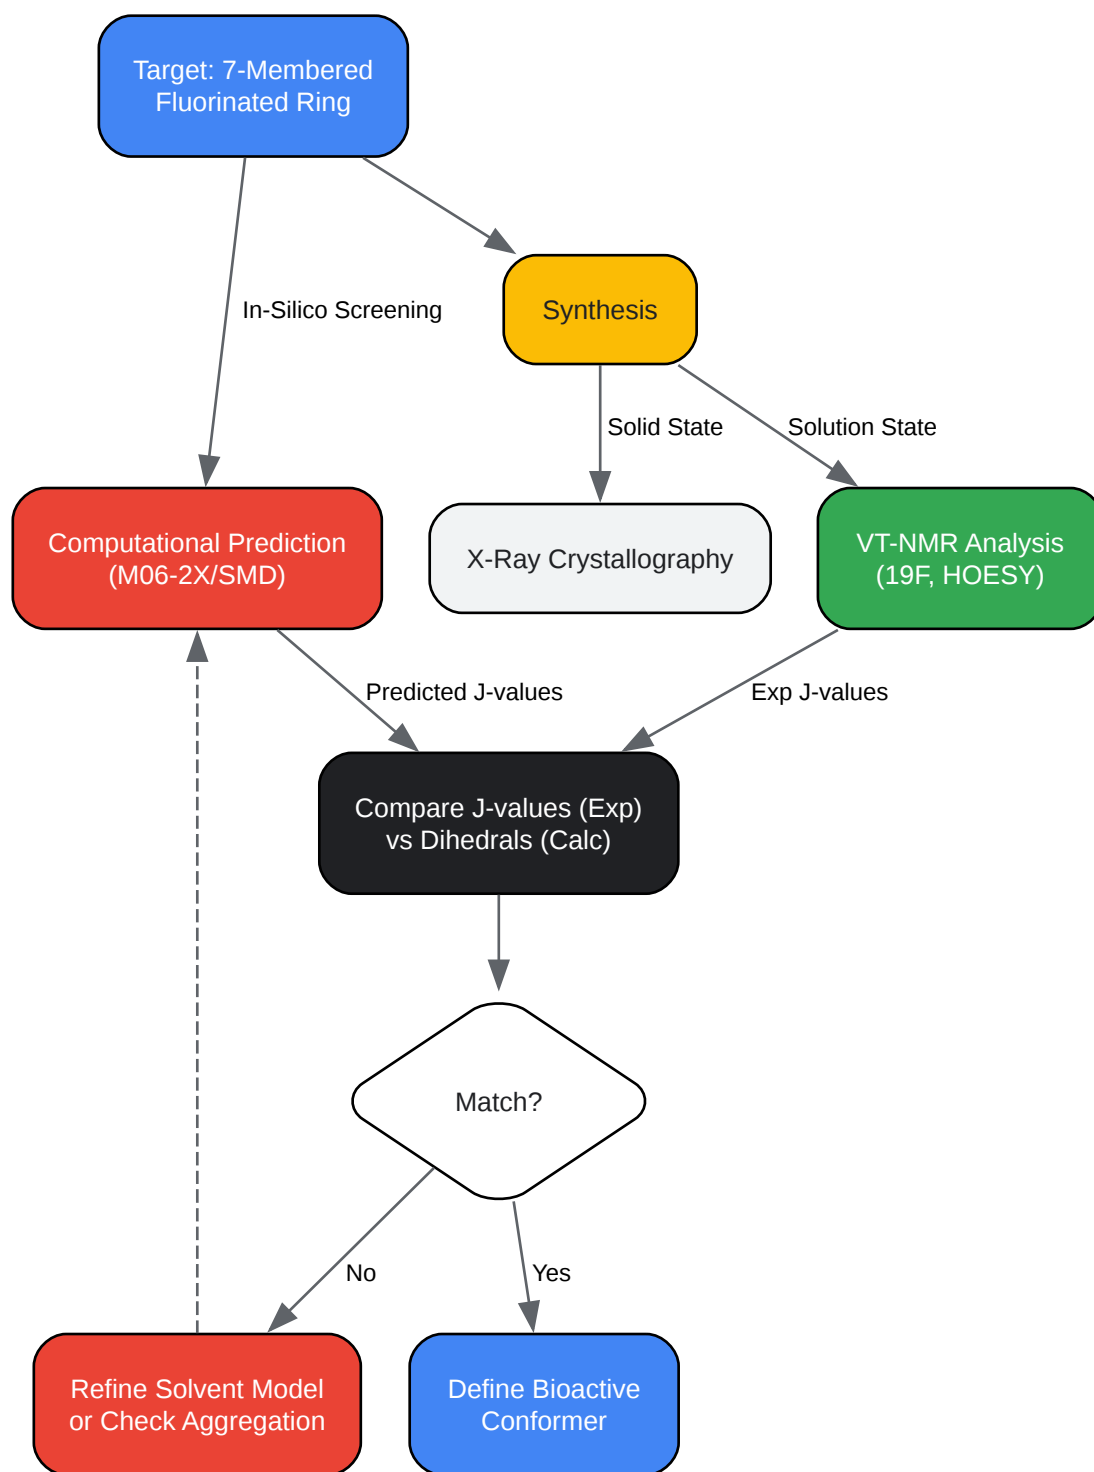 Target: 7-Membered
Fluorinated Ring
In-Silico Screening
Synthesis
Solid State
Solution State
Computational Prediction
(M06-2X/SMD)
X-Ray Crystallography
VT-NMR Analysis
(19F, HOESY)
Predicted J-values
Exp J-values
Compare J-values (Exp)
vs Dihedrals (Calc)
Match?
No
Yes
Refine Solvent Model
or Check Aggregation
Define Bioactive
Conformer